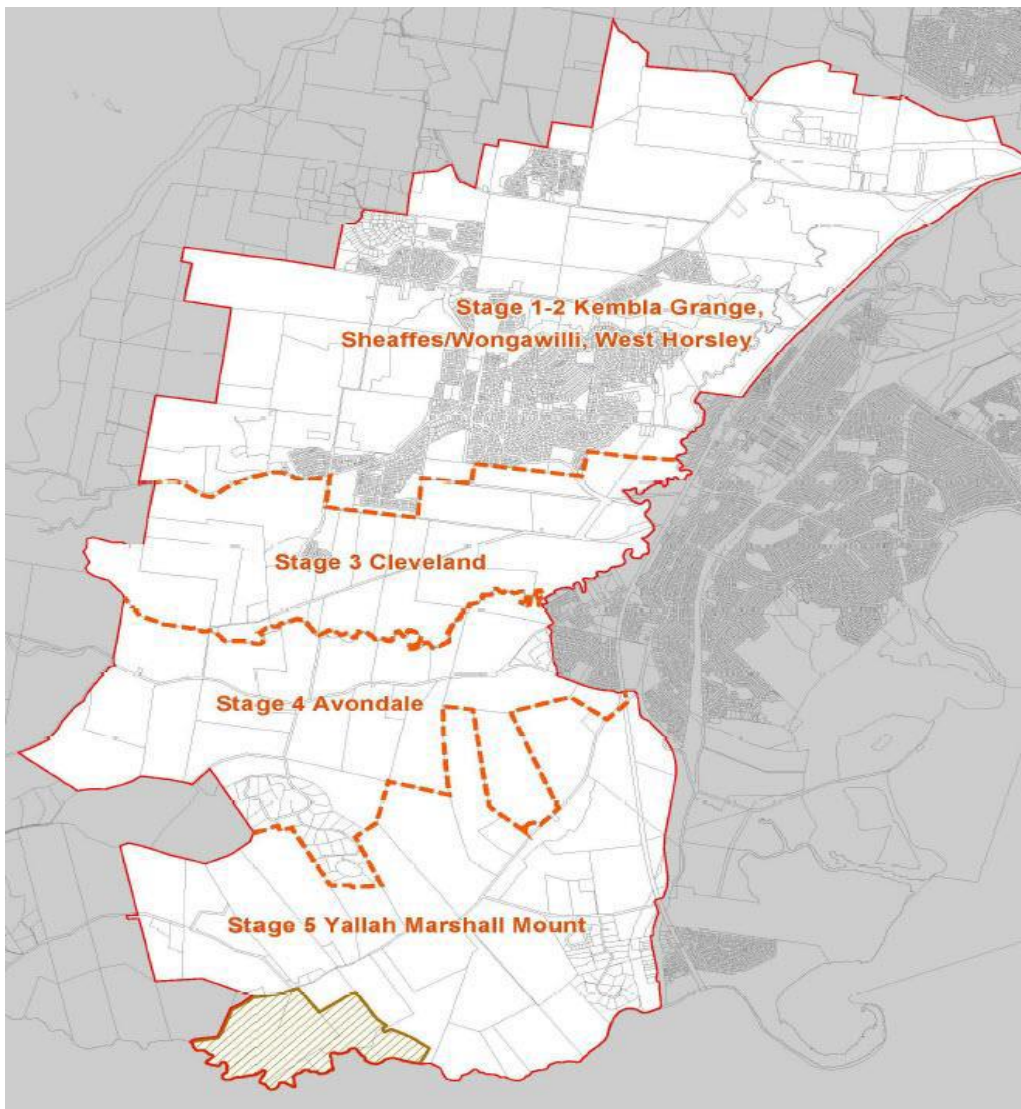 Stage 1-2 Kembla Grange,
Sheaffes/Wongawilli, West Horsley
Stage 3 Cleveland
Stage 4 Avondale
Stage 5 Yallah Marshall Mount